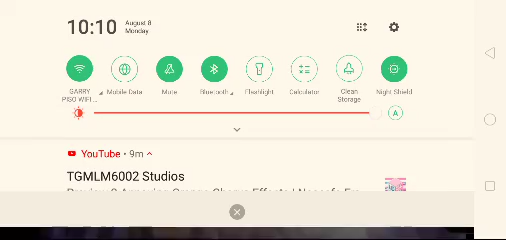 10:10 August 8
Monday
GARRY
PISO WIFI ... Mobile Data Mute Bluetooth Flashlight Calculator Clean
Storage Night Shield
A
YouTube • 9m
TGMLM6002 Studios